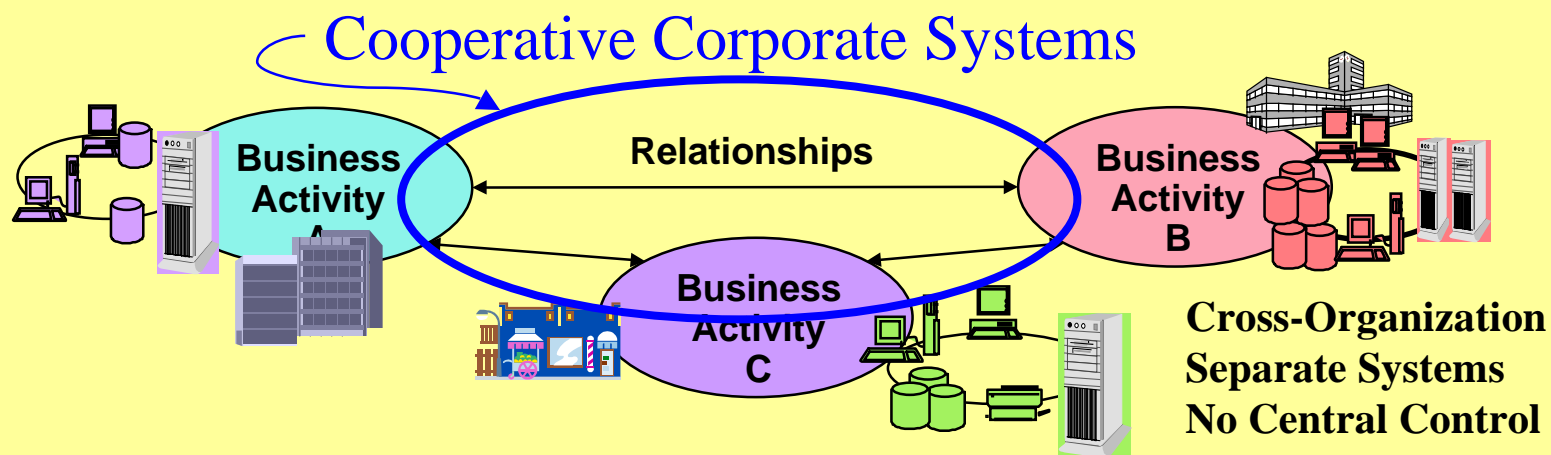 Cooperative Corporate Systems
Relationships
Business
Activity
A
Business
Activity
B
Business
Activity
C
Cross-Organization
Separate Systems
No Central Control